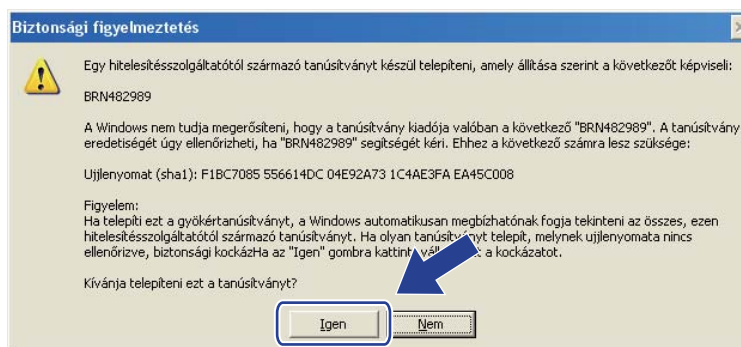 Biztonsági figyelmeztetés
Egy hitelesítésszolgáltatótól származó tanúsítványt készül telepíteni, amely állítása szerint a következőt képviseli:
BRN482989
A Windows nem tudja megerősíteni, hogy a tanúsítvány kiadója valóban a következő "BRN482989". A tanúsítvány
eredetiségét úgy ellenőrizheti, ha "BRN482989" segítségét kéri. Ehhez a következő számra lesz szüksége:
Ujjlenyomat (sha1): F1BC7085 556614DC 04E92A73 1C4AE3FA EA45C008
Figyelem:
Ha telepíti ezt a gyökértanúsítványt, a Windows automatikusan megbízhatónak fogja tekinteni az összes, ezen
hitelesítésszolgáltatótól származó tanúsítványt. Ha olyan tanúsítványt telepít, melynek ujjlenyomata nincs
ellenőrizve, biztonsági kockázHa az "Igen" gombra kattint a kockázatot.
Kívánja telepíteni ezt a tanúsítványt?
Igen Nem